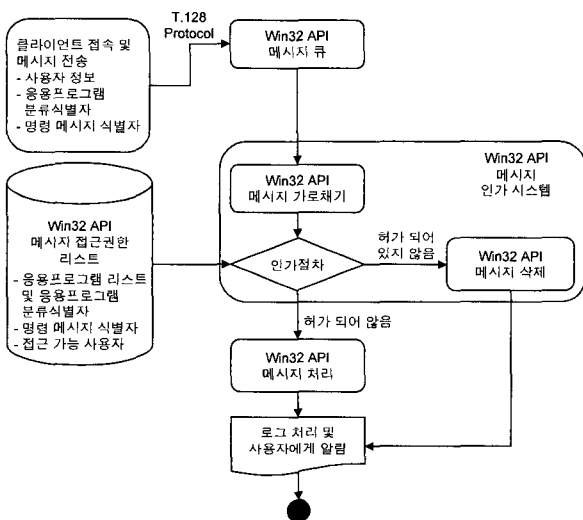 클라이언트 접속 및
메시지 전송
- 사용자 정보
- 응용프로그램
분류식별자
- 명령 메시지 식별자
T.128
Protocol
Win32 API
메시지 큐
Win32 API
메시지
인가 시스템
Win32 API
메시지 가로채기
Win32 API
메시자 접근권한
리스트
- 응용프로그램 리스트
및 응용프로그램
분류식별자
- 명령 메시지 식별자
- 접근 가능 사용자
인가절차
허가 되어
있지 않음
Win32 API
메시지 삭제
허가 되어 않음
Win32 API
메시지 처리
로그 처리 및
사용자에게 알림